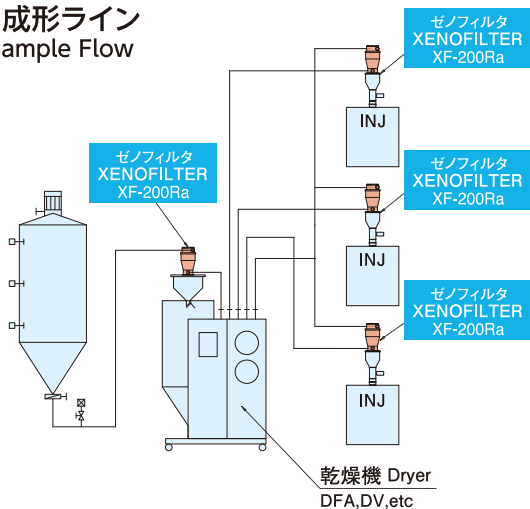 成形ライン
ample Flow
ゼノフィルタ
XENOFILTER
XF-200Ra
ゼノフィルタ
XENOFILTER
XF-200Ra
INJ
ゼノフィルタ
XENOFILTER
XF-200Ra
INJ
ゼノフィルタ
XENOFILTER
XF-200Ra
INJ
乾燥機 Dryer
DFA,DV,etc